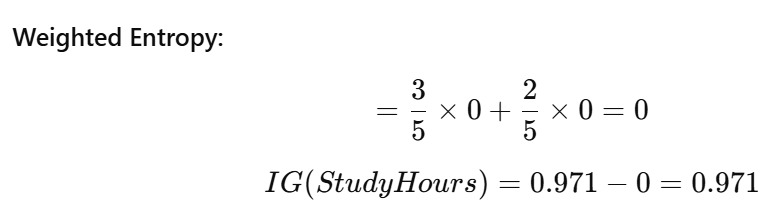 Weighted Entropy:
= 3/5 × 0 + 2/5 × 0 = 0
IG(StudyHours) = 0.971 − 0 = 0.971